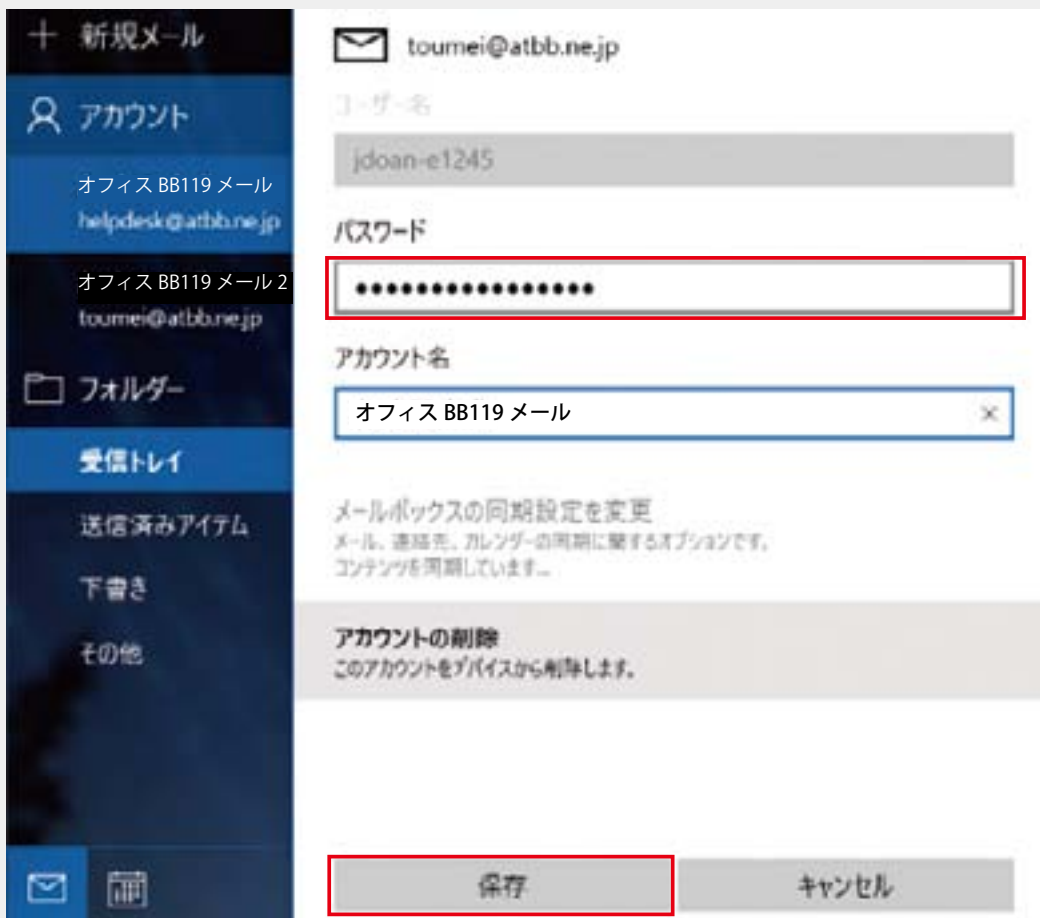 新規メール
アカウント
オフィス BB119 メール
helpdesk@atbb.ne.jp
オフィス BB119 メール 2
toumei@atbb.ne.jp
フォルダー
受信トレイ
送信済みアイテム
下書き
その他
toumei@atbb.ne.jp
ユーザー名
jdoan-e1245
パスワード
••••••••••••••••
アカウント名
オフィス BB119 メール
メールボックスの同期設定を変更
メール、連絡先、カレンダーの同期に関するオプションです。
コンテンツを同期しています...
アカウントの削除
このアカウントをデバイスから削除します。
保存
キャンセル